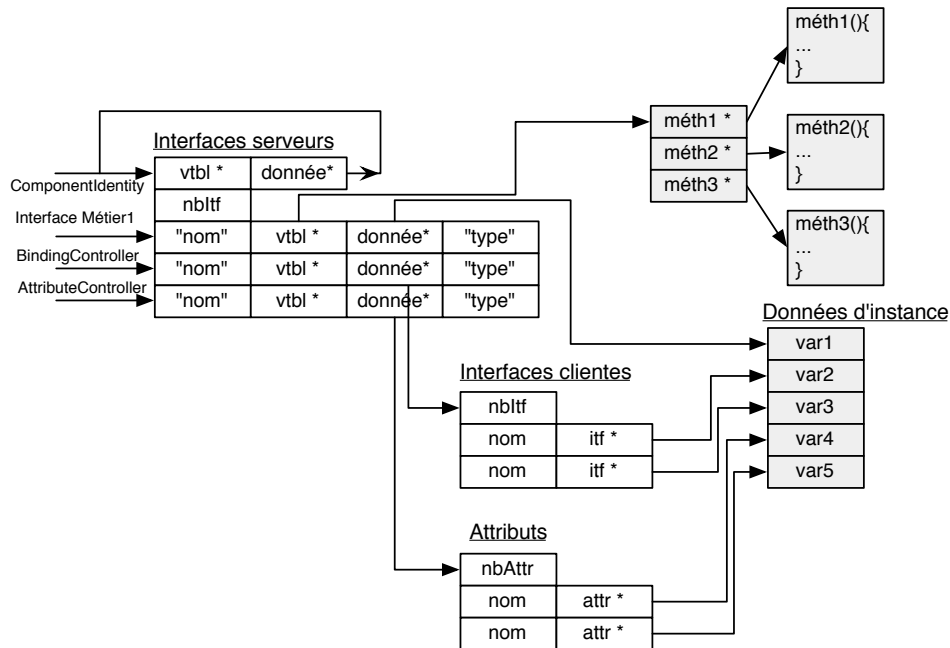 méth1(){
...
}
méth1 *
méth2 *
méth3 *
méth2(){
...
}
méth3(){
...
}
Interfaces serveurs
ComponentIdentity
vtbl * donnée*
nbItf
Interface Métier1
"nom" vtbl * donnée* "type"
BindingController
"nom" vtbl * donnée* "type"
AttributeController
"nom" vtbl * donnée* "type"
Données d'instance
var1
var2
var3
var4
var5
Interfaces clientes
nbItf
nom itf *
nom itf *
Attributs
nbAttr
nom attr *
nom attr *